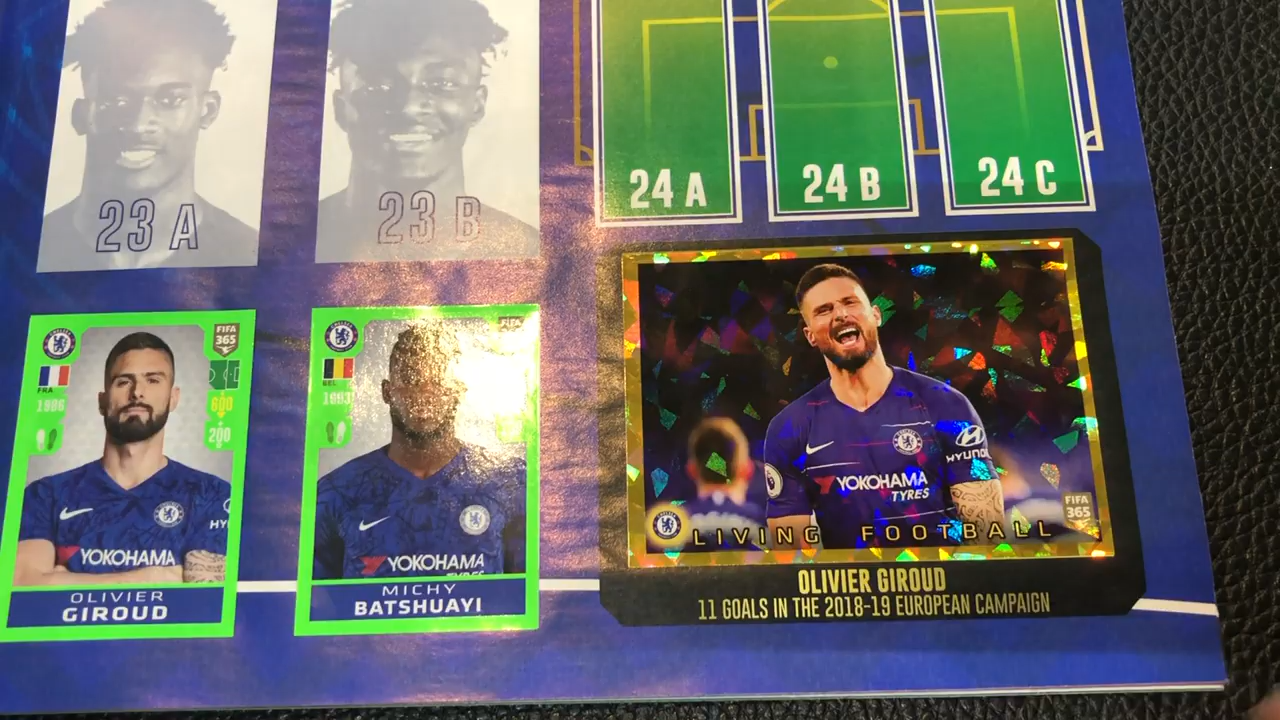 23 A
23 B
24 A
24 B
24 C
FIFA
365
FRA
1986
600
200
YOKOHAMA
OLIVIER
GIROUD
FIFA
BEL
1993
YOKOHAMA
MICHY
BATSHUAYI
HYUNDAI
YOKOHAMA
TYRES
FIFA
365
LIVING FOOTBALL
OLIVIER GIROUD
11 GOALS IN THE 2018-19 EUROPEAN CAMPAIGN